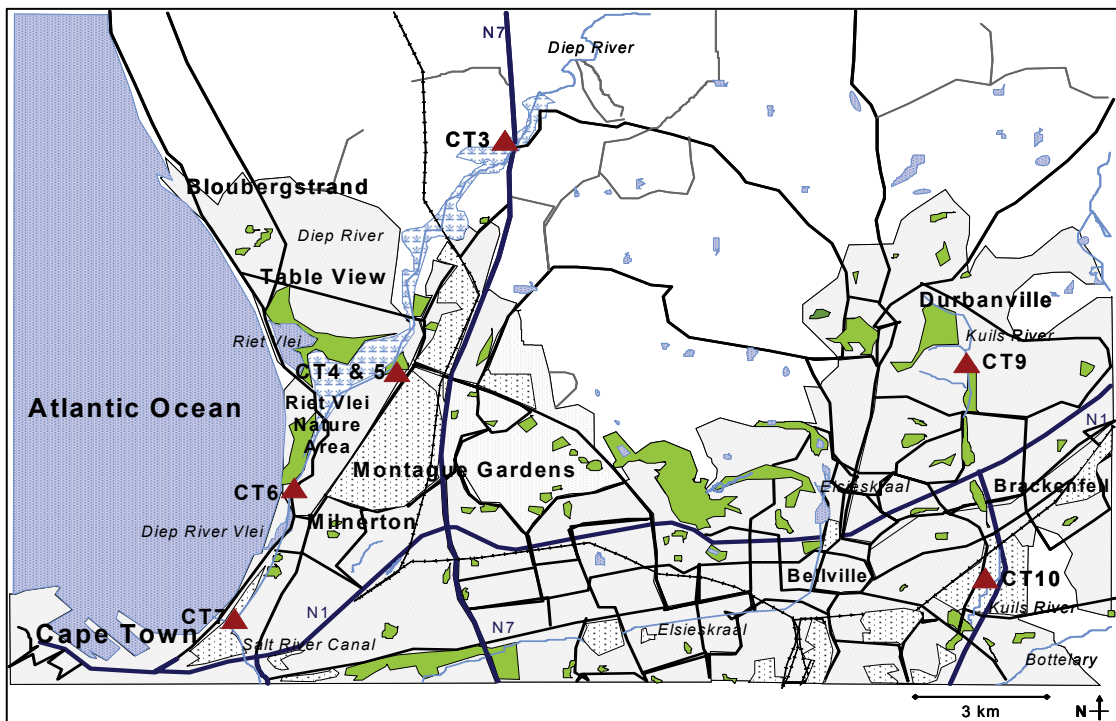 N7
Diep River
CT3
Bloubergstrand
Diep River
Table View
Durbanville
Kuils River
Riet Vlei
CT4 & 5
CT9
Atlantic Ocean
Riet Vlei
Nature
Area
N1
Montague Gardens
Elsieskraal
Brackenfell
CT6
Milnerton
Diep River Vlei
Bellville
CT10
Kuils River
CT7
N1
N7
Cape Town
Salt River Canal
Elsieskraal
Bottelary
3 km
N